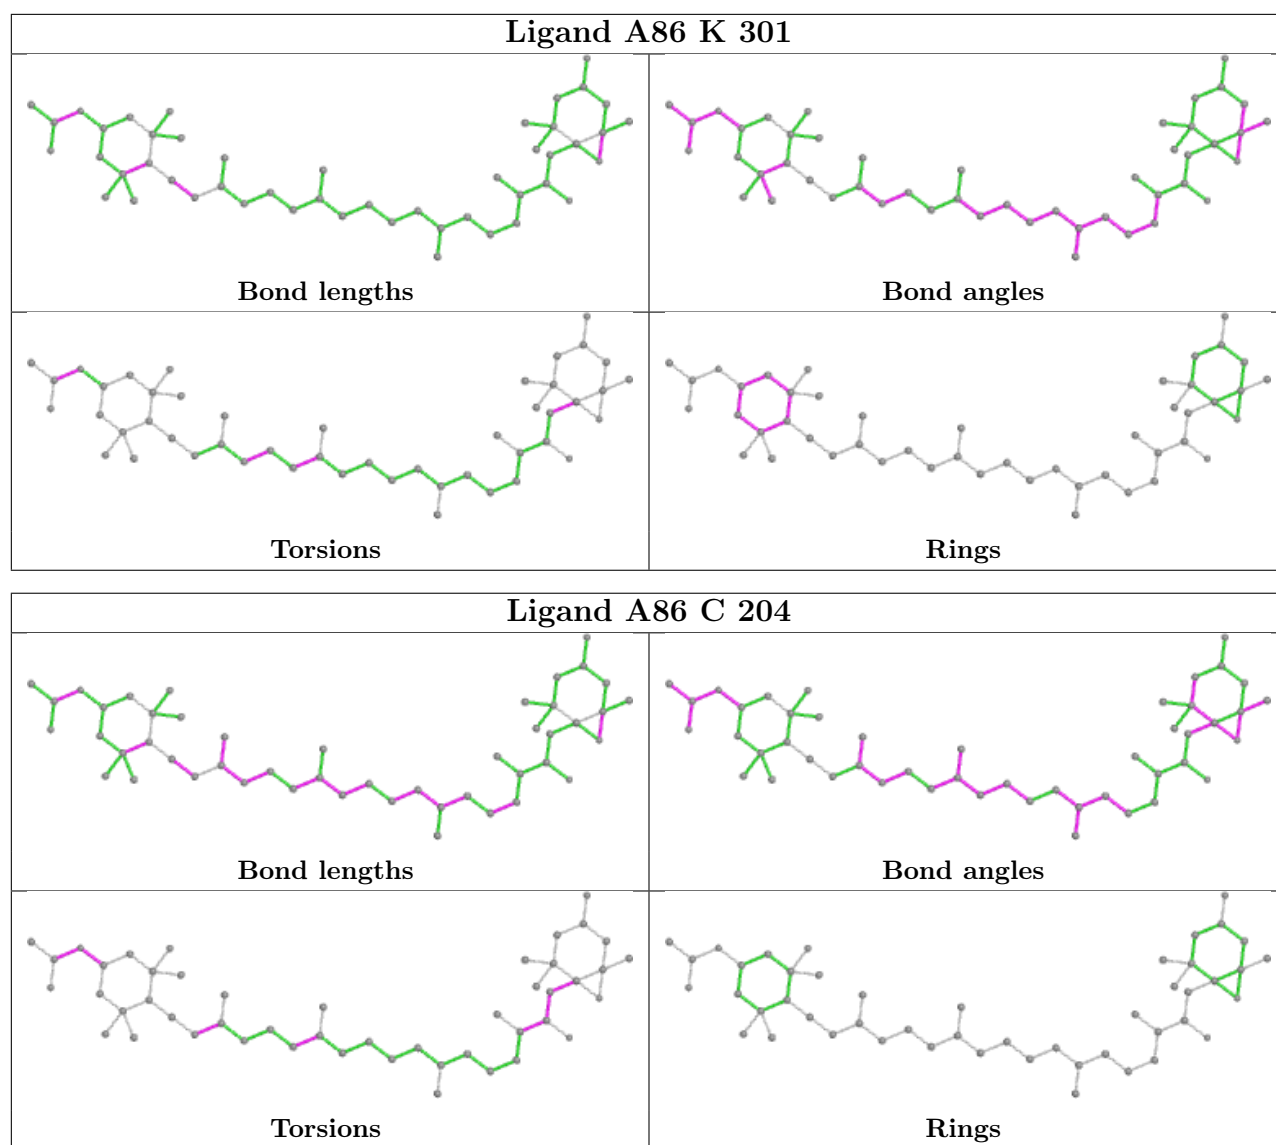 Ligand A86 K 301
Bond lengths
Bond angles
Torsions
Rings
Ligand A86 C 204
Bond lengths
Bond angles
Torsions
Rings